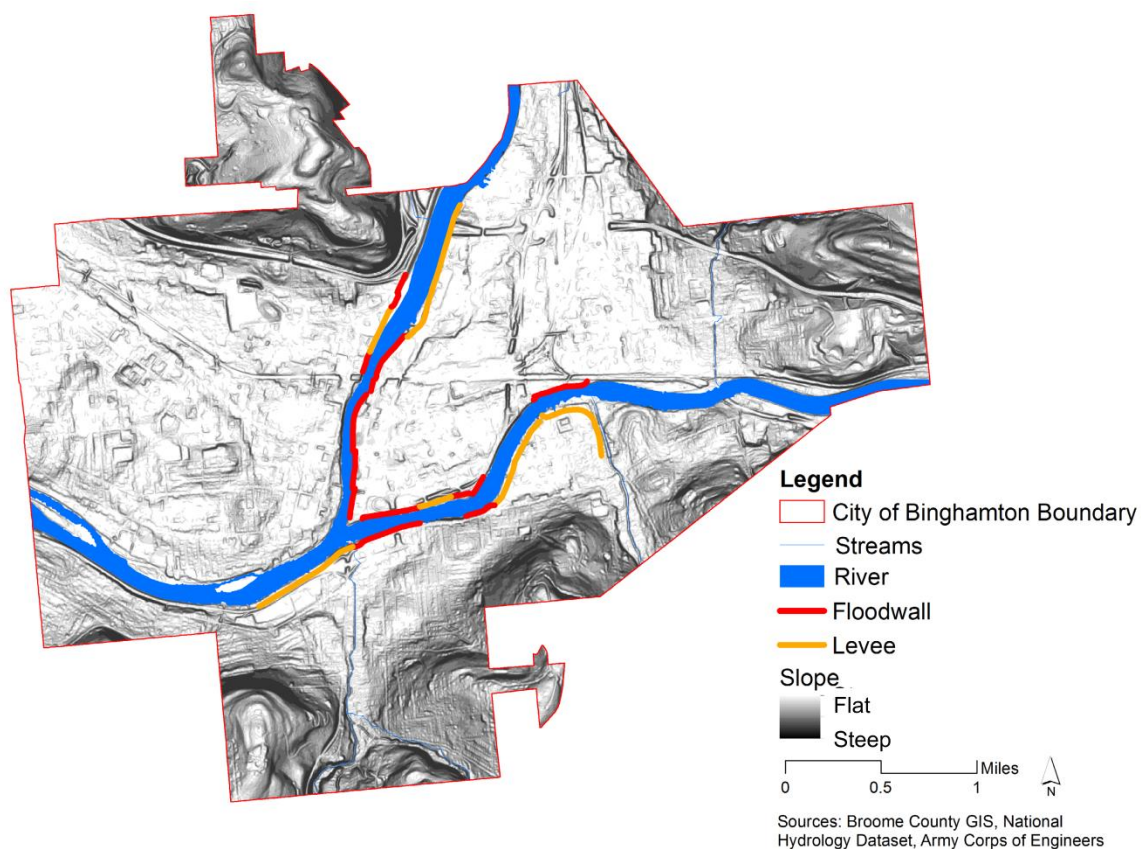 Legend
City of Binghamton Boundary
Streams
River
Floodwall
Levee
Slope
Flat
Steep
Miles
0 0.5 1
N
Sources: Broome County GIS, National
Hydrology Dataset, Army Corps of Engineers